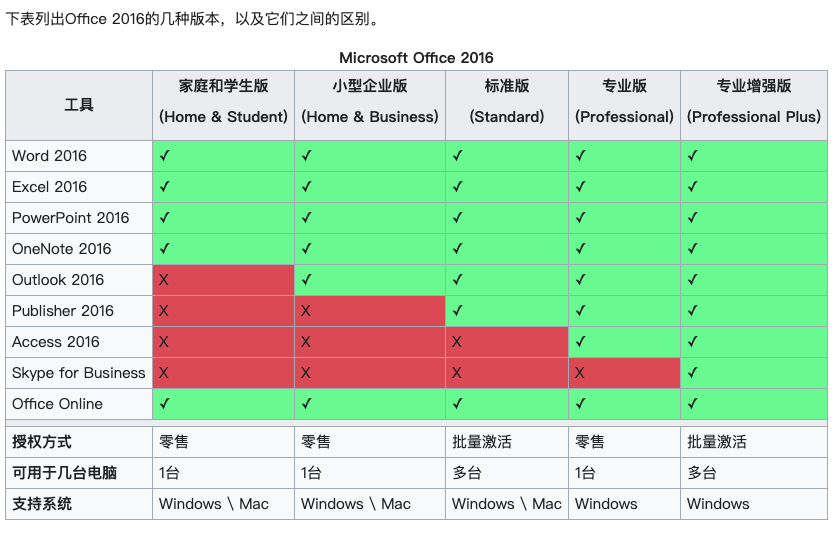 下表列出Office 2016的几种版本，以及它们之间的区别。
Microsoft Office 2016
工具 家庭和学生版 (Home & Student) 小型企业版 (Home & Business) 标准版 (Standard) 专业版 (Professional) 专业增强版 (Professional Plus)
Word 2016 ✓ ✓ ✓ ✓ ✓
Excel 2016 ✓ ✓ ✓ ✓ ✓
PowerPoint 2016 ✓ ✓ ✓ ✓ ✓
OneNote 2016 ✓ ✓ ✓ ✓ ✓
Outlook 2016 X ✓ ✓ ✓ ✓
Publisher 2016 X X ✓ ✓ ✓
Access 2016 X X X ✓ ✓
Skype for Business X X X X ✓
Office Online ✓ ✓ ✓ ✓ ✓
授权方式 零售 零售 批量激活 零售 批量激活
可用于几台电脑 1台 1台 多台 1台 多台
支持系统 Windows \ Mac Windows \ Mac Windows \ Mac Windows Windows